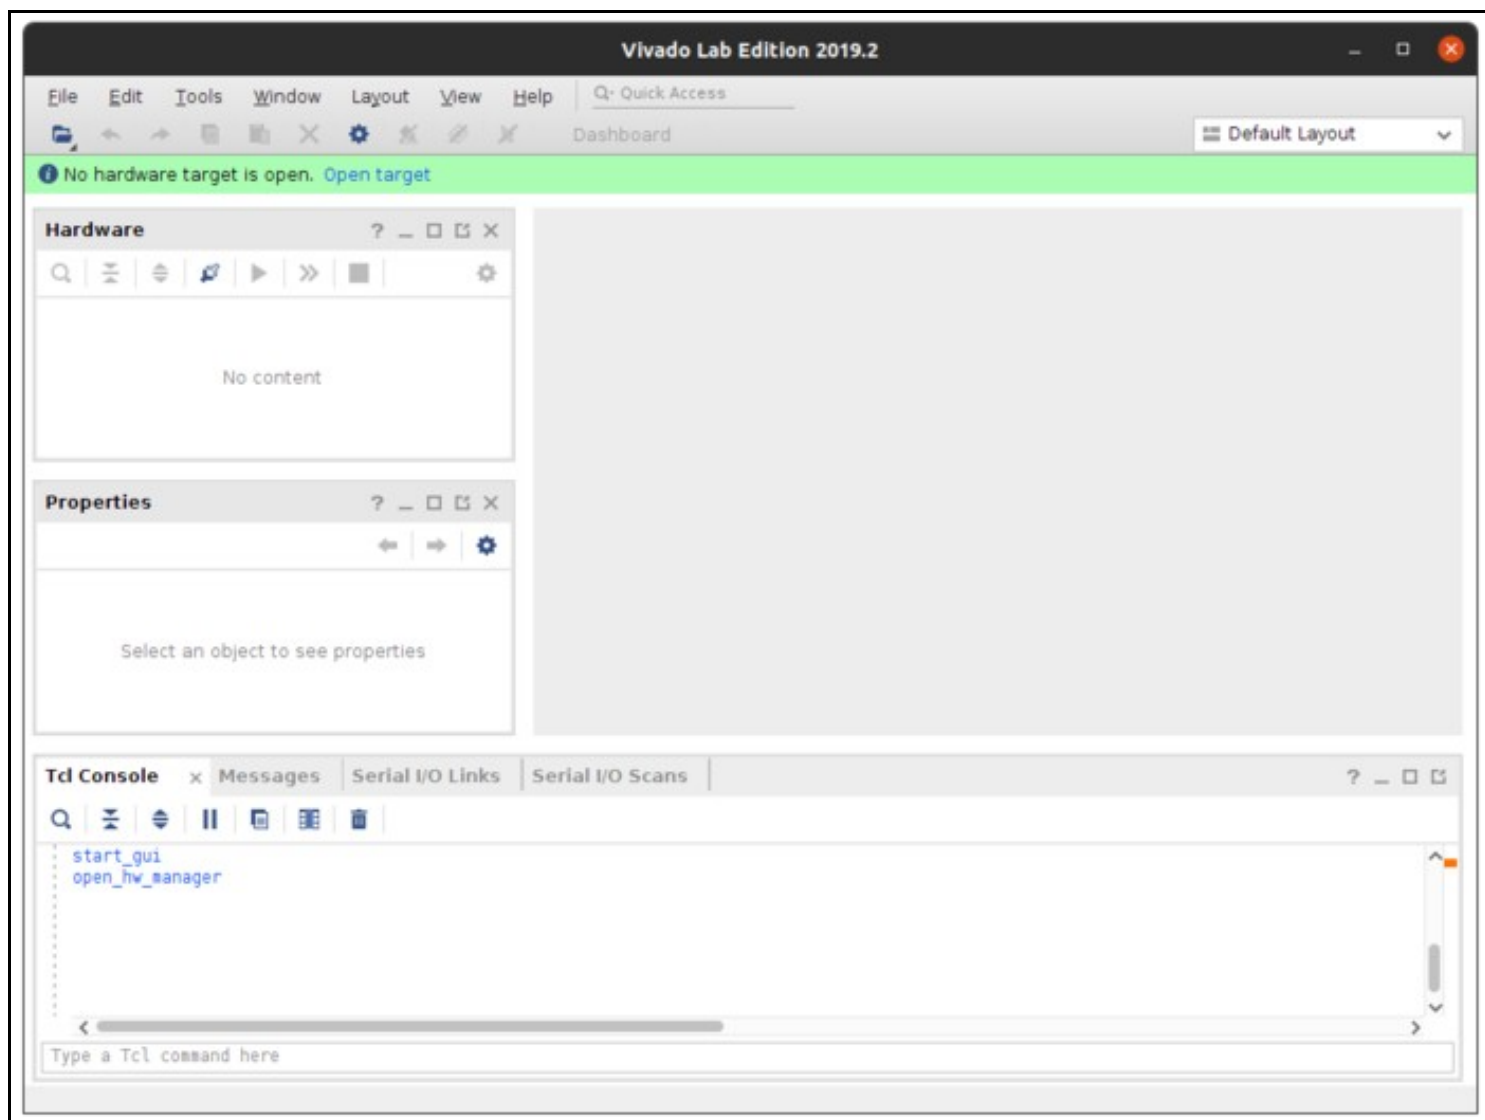 Vivado Lab Edition 2019.2
File Edit Tools Window Layout View Help Quick Access
Dashboard Default Layout
No hardware target is open. Open target
Hardware
No content
Properties
Select an object to see properties
Tcl Console Messages Serial I/O Links Serial I/O Scans
start_gui
open_hw_manager
Type a Tcl command here